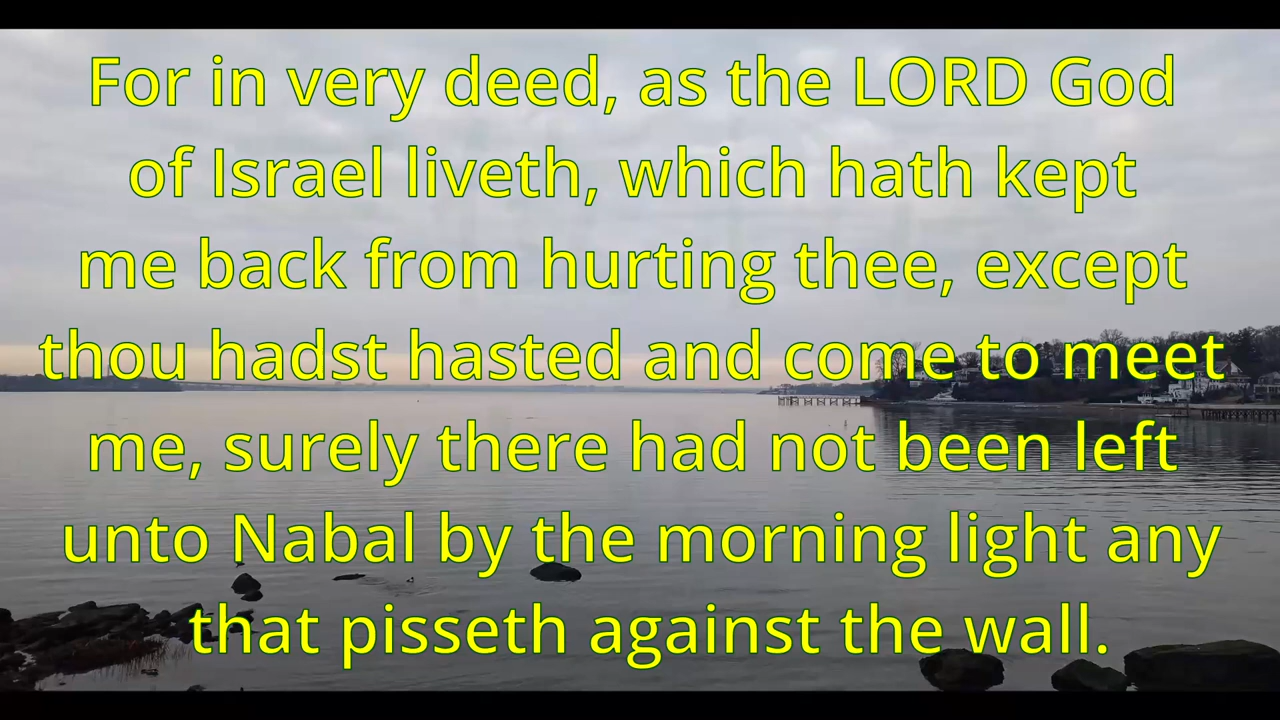 For in very deed, as the LORD God
of Israel liveth, which hath kept
me back from hurting thee, except
thou hadst hasted and come to meet
me, surely there had not been left
unto Nabal by the morning light any
that pisseth against the wall.